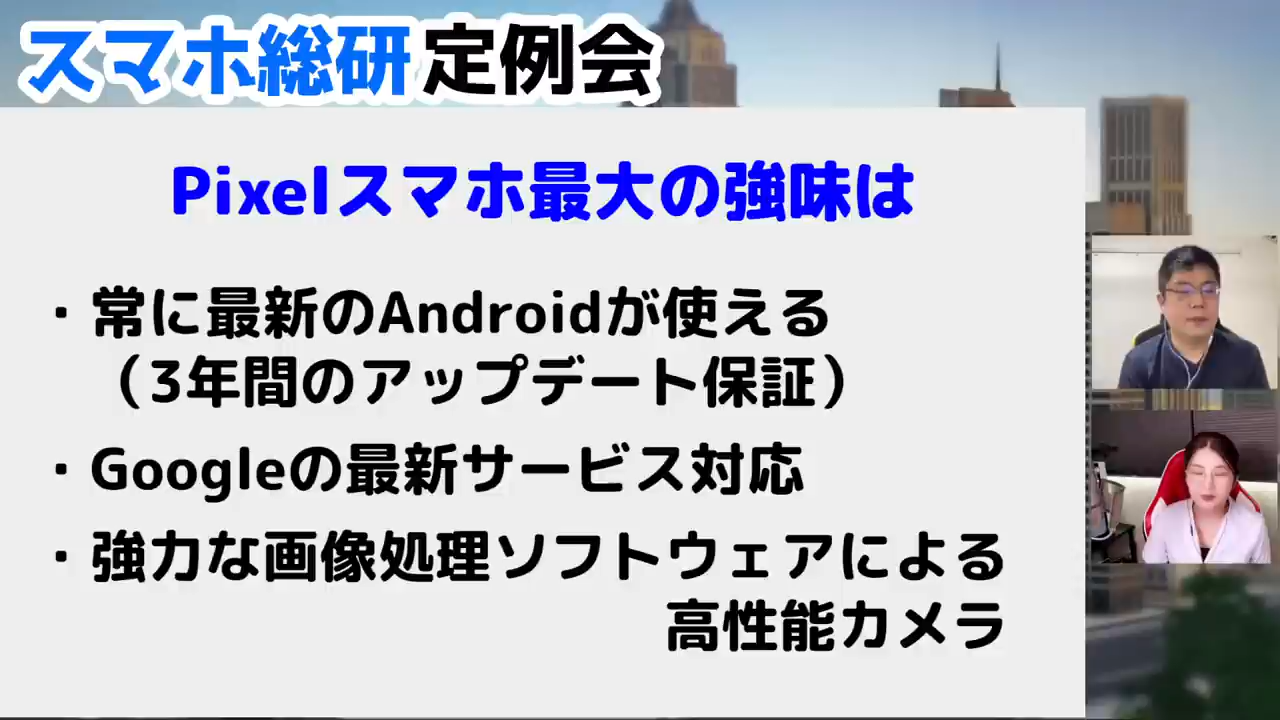 スマホ総研定例会
Pixelスマホ最大の強味は
・常に最新のAndroidが使える
（3年間のアップデート保証）
・Googleの最新サービス対応
・強力な画像処理ソフトウェアによる
高性能カメラ